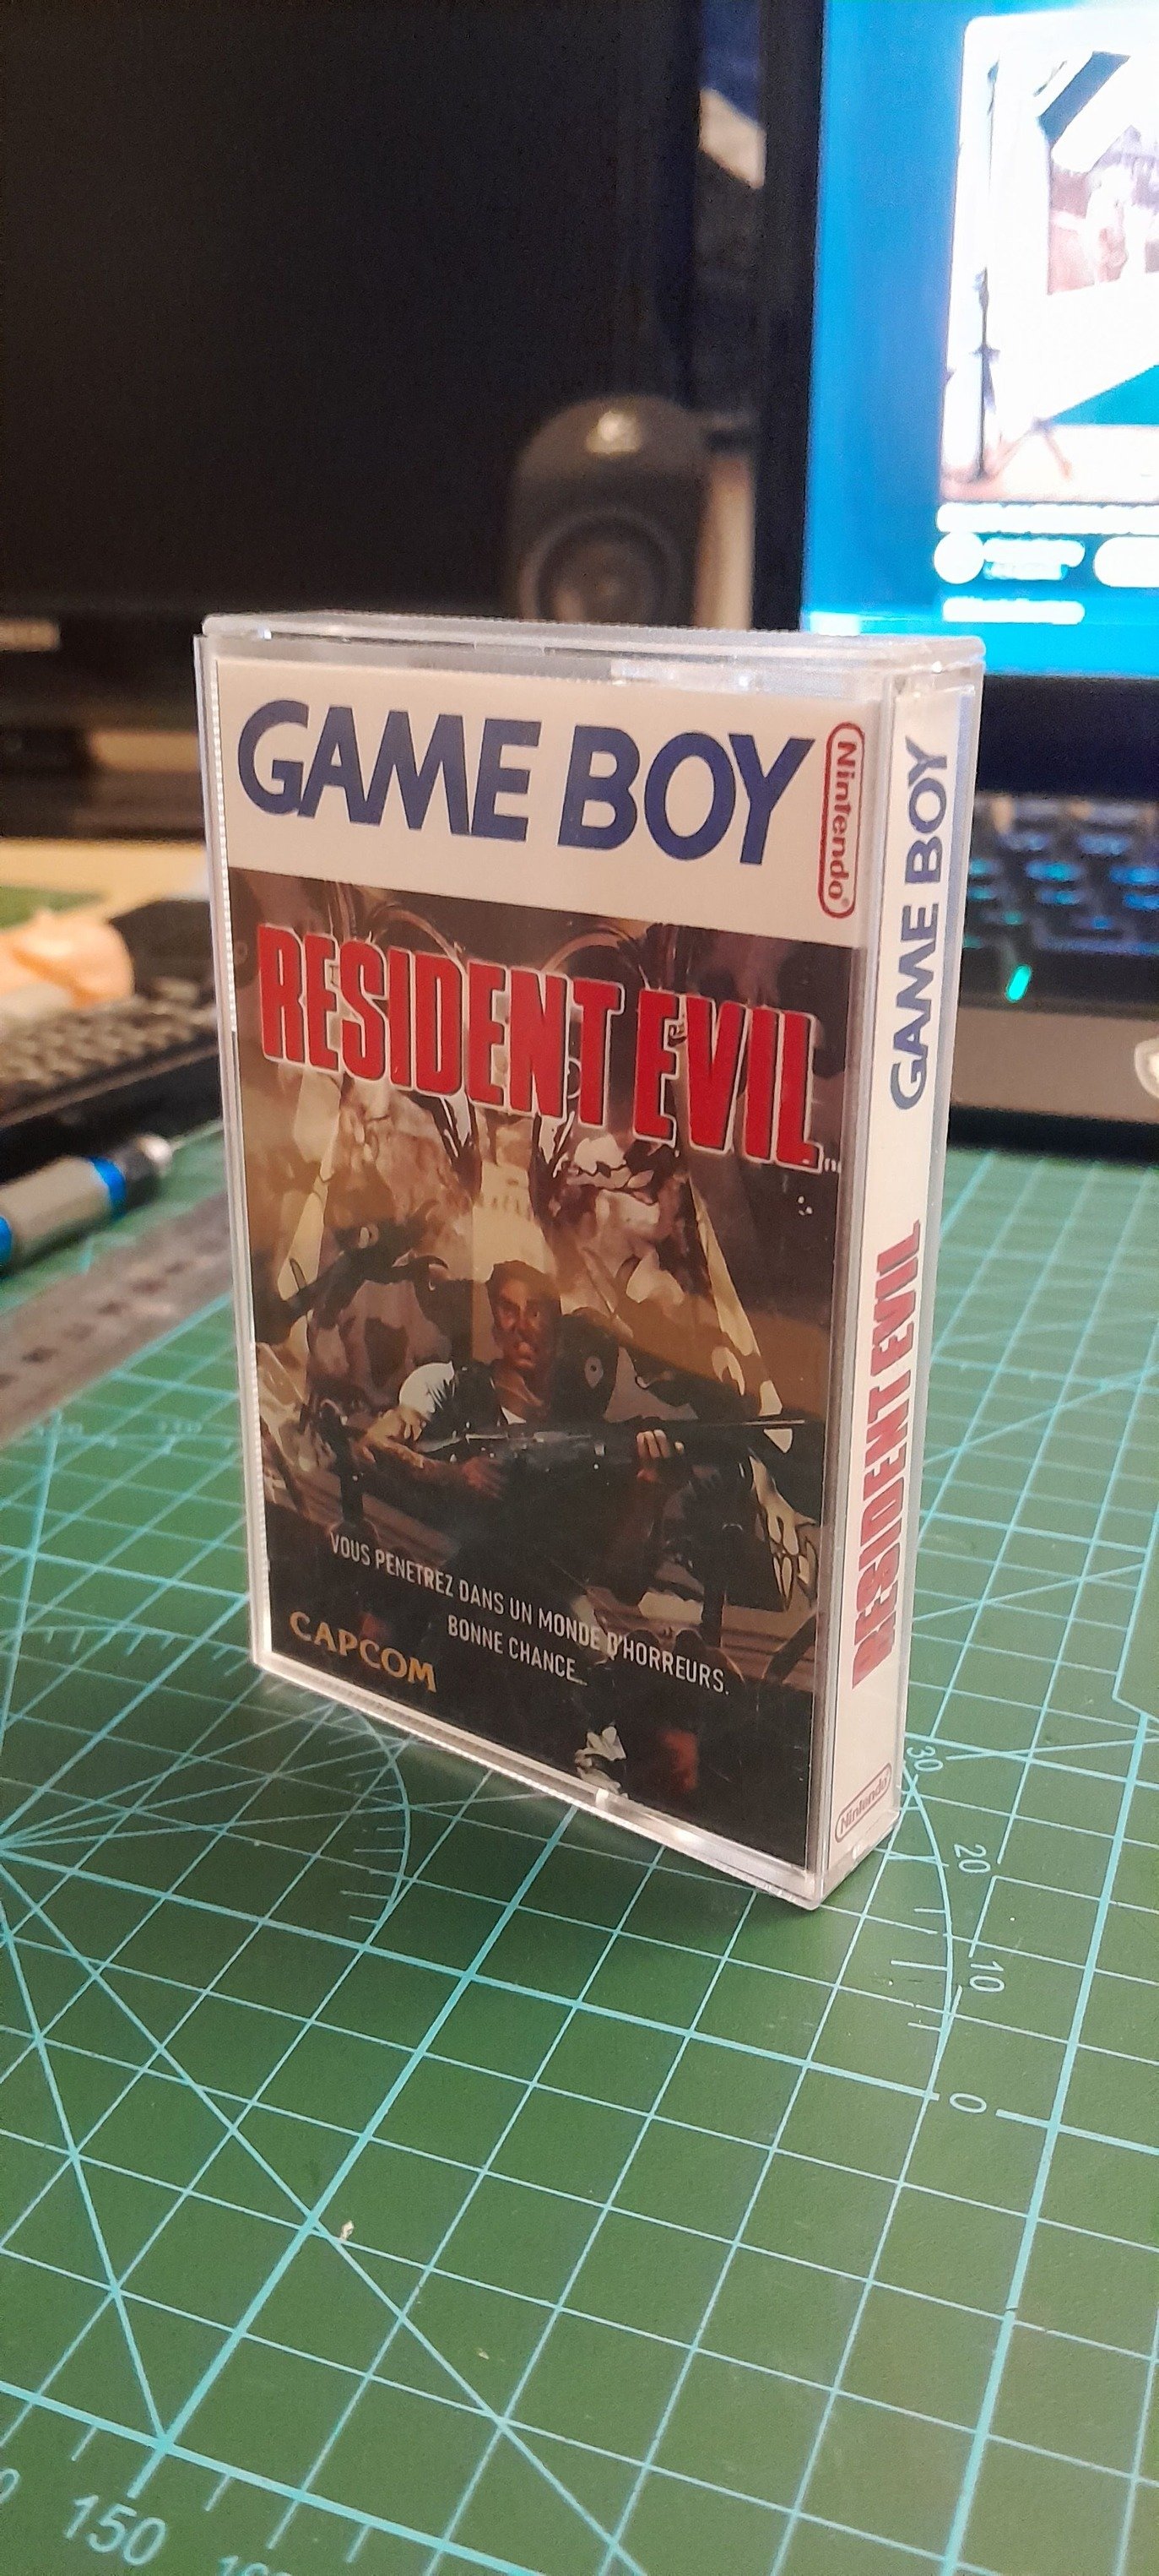 GAME BOY
Nintendo®
RESIDENT EVIL™
VOUS PENETREZ DANS UN MONDE D'HORREURS.
BONNE CHANCE...
CAPCOM
GAME BOY
RESIDENT EVIL
Nintendo
30
20
10
0
150